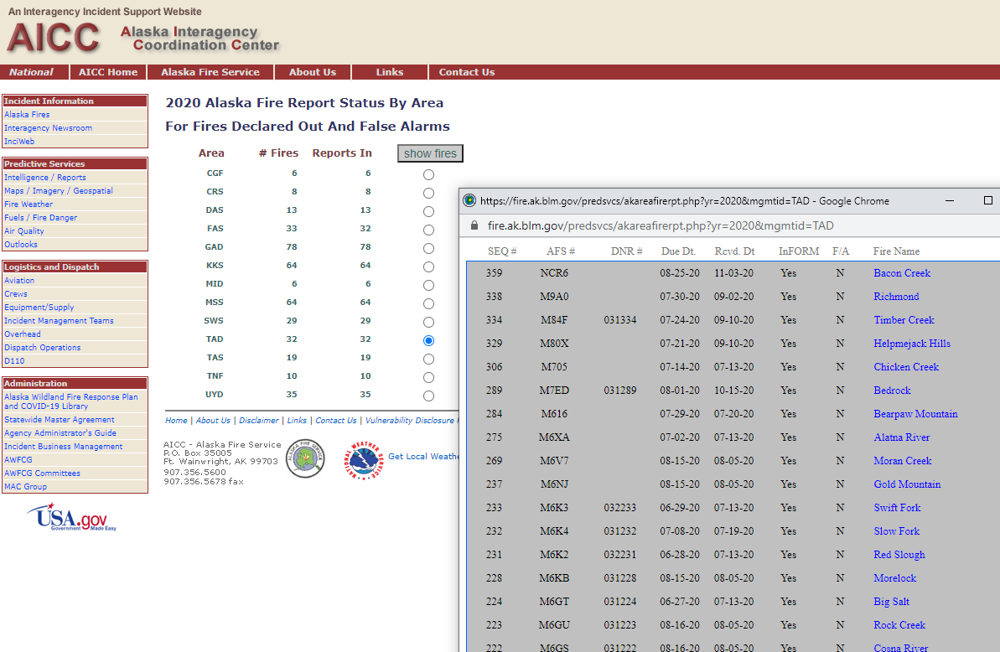 An Interagency Incident Support Website
AICC
Alaska Interagency
Coordination Center
National AICC Home Alaska Fire Service About Us Links Contact Us
Incident Information
Alaska Fires
Interagency Newsroom
InciWeb
Predictive Services
Intelligence / Reports
Maps / Imagery / Geospatial
Fire Weather
Fuels / Fire Danger
Air Quality
Outlooks
Logistics and Dispatch
Aviation
Crews
Equipment/Supply
Incident Management Teams
Overhead
Dispatch Operations
D110
Administration
Alaska Wildland Fire Response Plan
and COVID-19 Library
Statewide Master Agreement
Agency Administrator's Guide
Incident Business Management
AWFCG
AWFCG Committees
MAC Group
USA.gov
Government Made Easy
2020 Alaska Fire Report Status By Area
For Fires Declared Out And False Alarms
Area # Fires Reports In show fires
CGF 6 6
CRS 8 8
DAS 13 13
FAS 33 32
GAD 78 78
KKS 64 64
MID 6 6
MSS 64 64
SWS 29 29
TAD 32 32
TAS 19 19
TNF 10 10
UYD 35 35
Home | About Us | Disclaimer | Links | Contact Us | Vulnerability Disclosure
AICC - Alaska Fire Service
P.O. Box 35005
Ft. Wainwright, AK 99703
907.356.5600
907.356.5678 fax
ALASKA FIRE SERVICE
NATIONAL WEATHER SERVICE
Get Local Weathe
https://fire.ak.blm.gov/predsvcs/akareafirerpt.php?yr=2020&mgmtid=TAD - Google Chrome
fire.ak.blm.gov/predsvcs/akareafirerpt.php?yr=2020&mgmtid=TAD
SEQ # AFS # DNR # Due Dt. Rcvd. Dt InFORM F/A Fire Name
359 NCR6 08-25-20 11-03-20 Yes N Bacon Creek
338 M9A0 07-30-20 09-02-20 Yes N Richmond
334 M84F 031334 07-24-20 09-10-20 Yes N Timber Creek
329 M80X 07-21-20 09-10-20 Yes N Helpmejack Hills
306 M705 07-14-20 07-13-20 Yes N Chicken Creek
289 M7ED 031289 08-01-20 10-15-20 Yes N Bedrock
284 M616 07-29-20 07-20-20 Yes N Bearpaw Mountain
275 M6XA 07-02-20 07-13-20 Yes N Alatna River
269 M6V7 08-15-20 08-05-20 Yes N Moran Creek
237 M6NJ 08-15-20 08-05-20 Yes N Gold Mountain
233 M6K3 032233 06-29-20 07-13-20 Yes N Swift Fork
232 M6K4 031232 07-08-20 07-19-20 Yes N Slow Fork
231 M6K2 032231 06-28-20 07-13-20 Yes N Red Slough
228 M6KB 031228 08-15-20 08-05-20 Yes N Morelock
224 M6GT 031224 06-27-20 07-13-20 Yes N Big Salt
223 M6GU 031223 08-16-20 08-05-20 Yes N Rock Creek
222 M6GS 031222 08-16-20 08-05-20 Yes N Cosna River